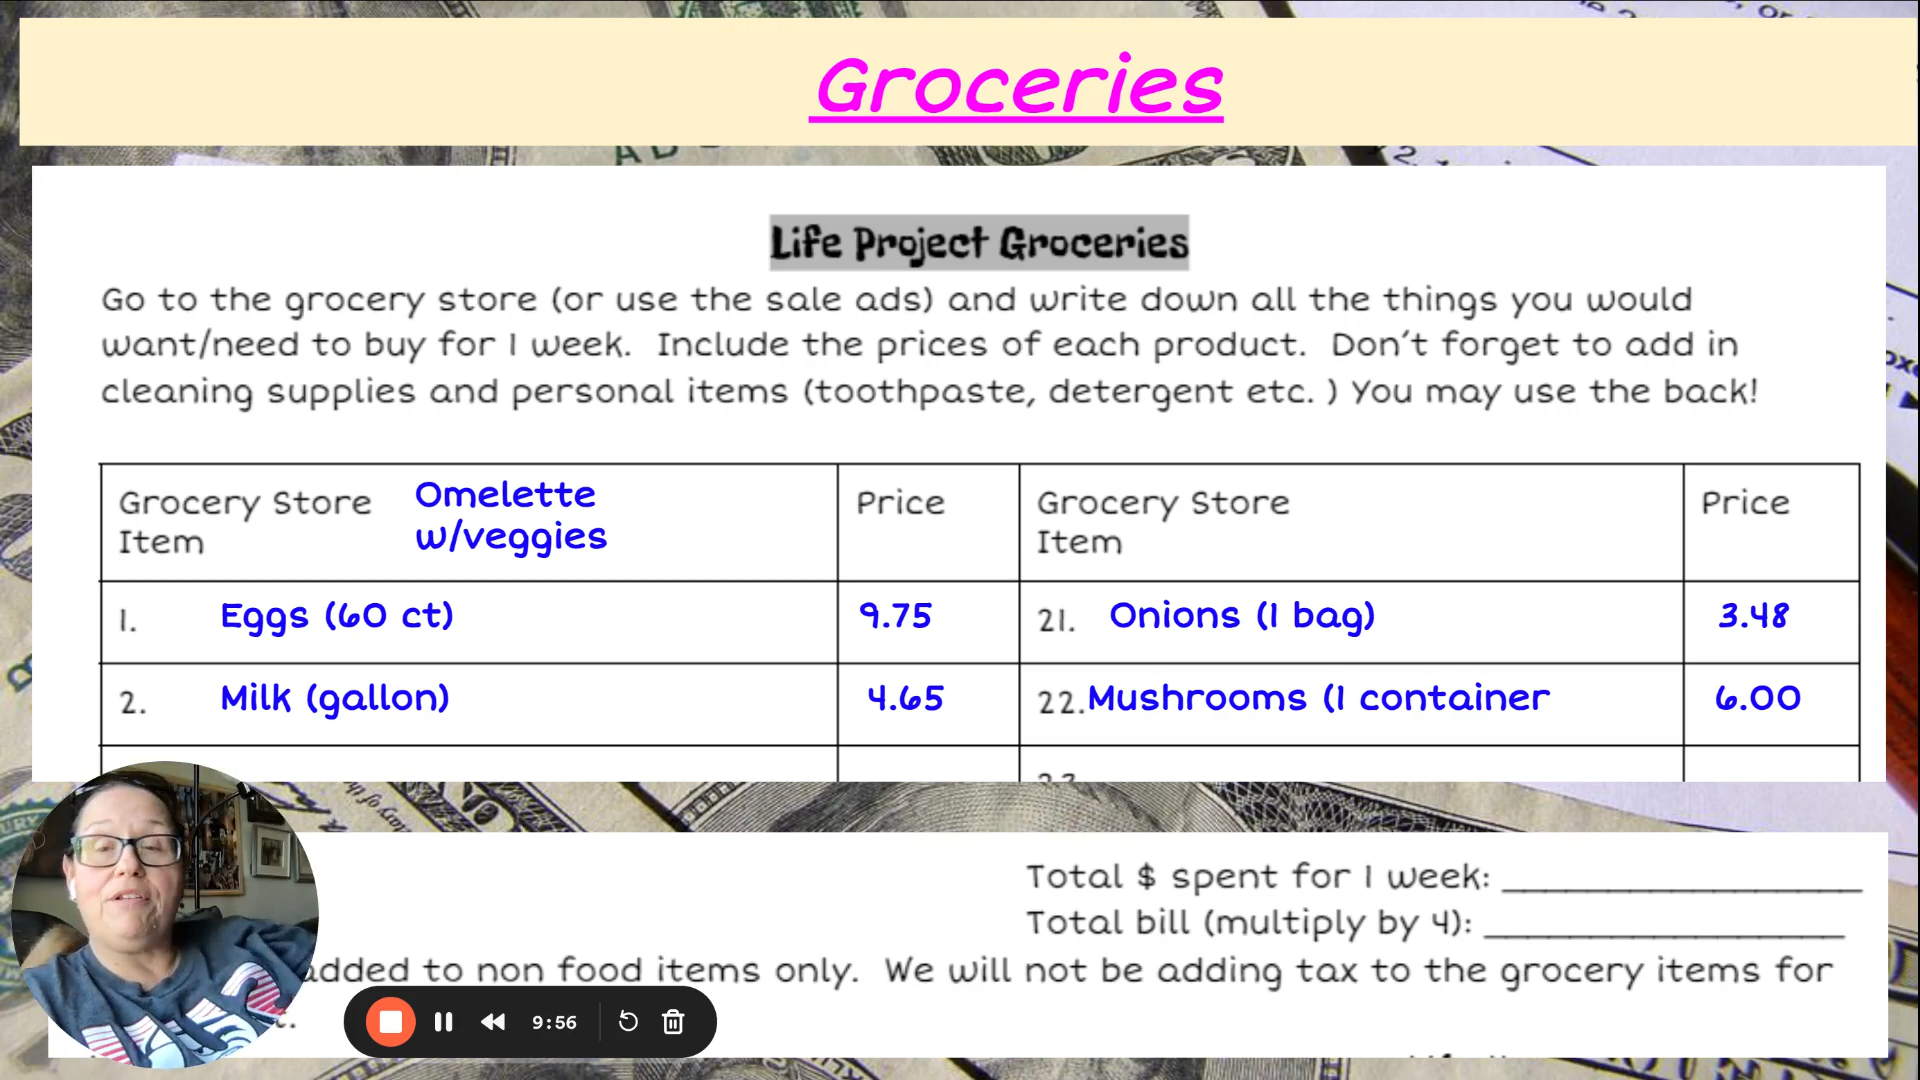 Groceries
Life Project Groceries
Go to the grocery store (or use the sale ads) and write down all the things you would
want/need to buy for 1 week. Include the prices of each product. Don't forget to add in
cleaning supplies and personal items (toothpaste, detergent etc. ) You may use the back!
Grocery Store Item
Omelette
w/veggies
Price
Grocery Store Item
Price
1. Eggs (60 ct) 9.75 21. Onions (1 bag) 3.48
2. Milk (gallon) 4.65 22. Mushrooms (1 container 6.00
Total $ spent for 1 week: ____________________
Total bill (multiply by 4): ____________________
added to non food items only. We will not be adding tax to the grocery items for
9:56